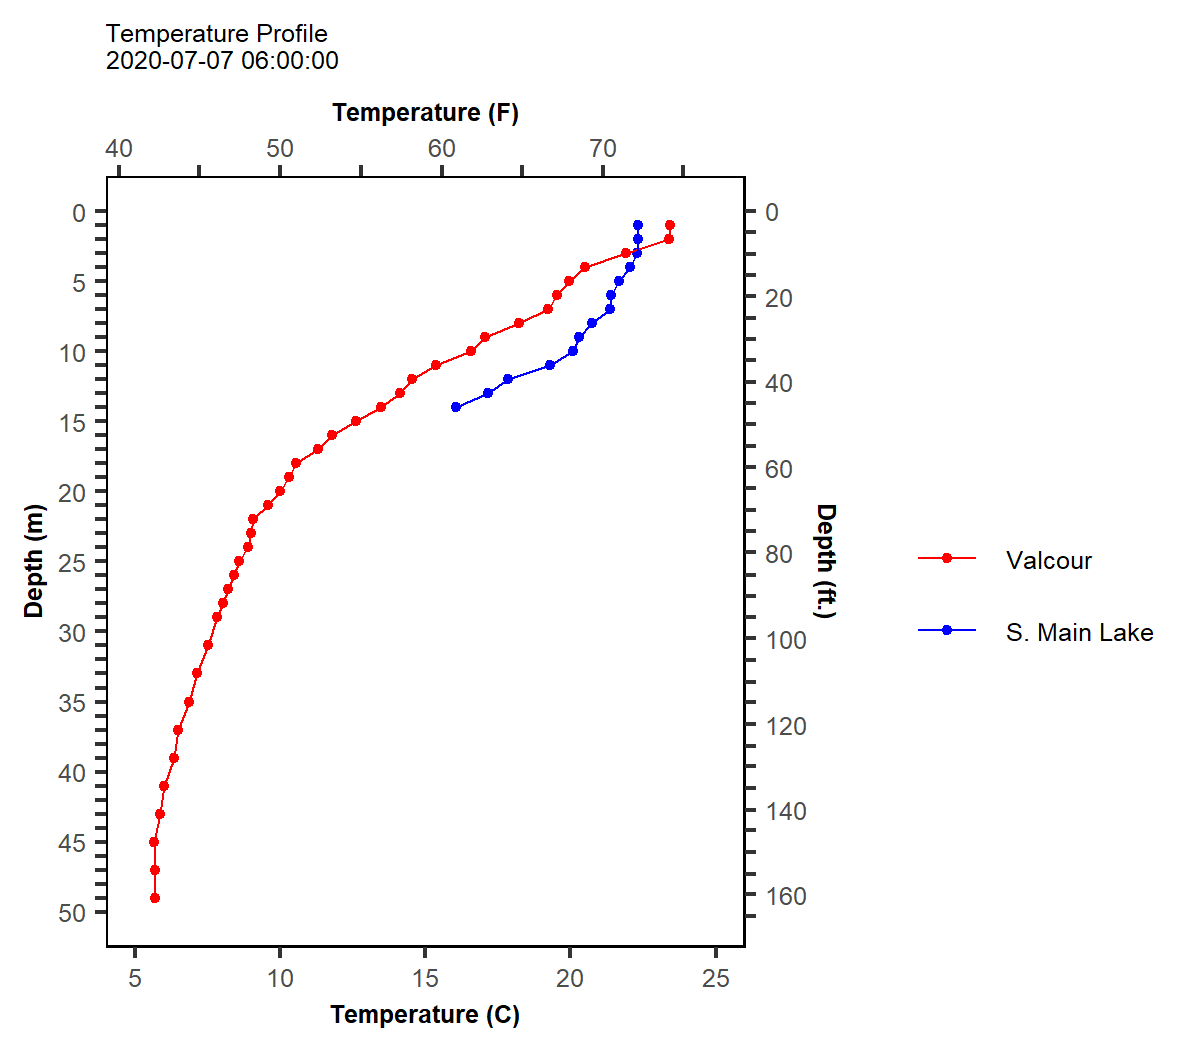 Temperature Profile
2020-07-07 06:00:00
Temperature (F)
40 50 60 70
0
5
10
15
20
25
30
35
40
45
50
Depth (m)
0
20
40
60
80
100
120
140
160
Depth (ft.)
Valcour
S. Main Lake
5 10 15 20 25
Temperature (C)